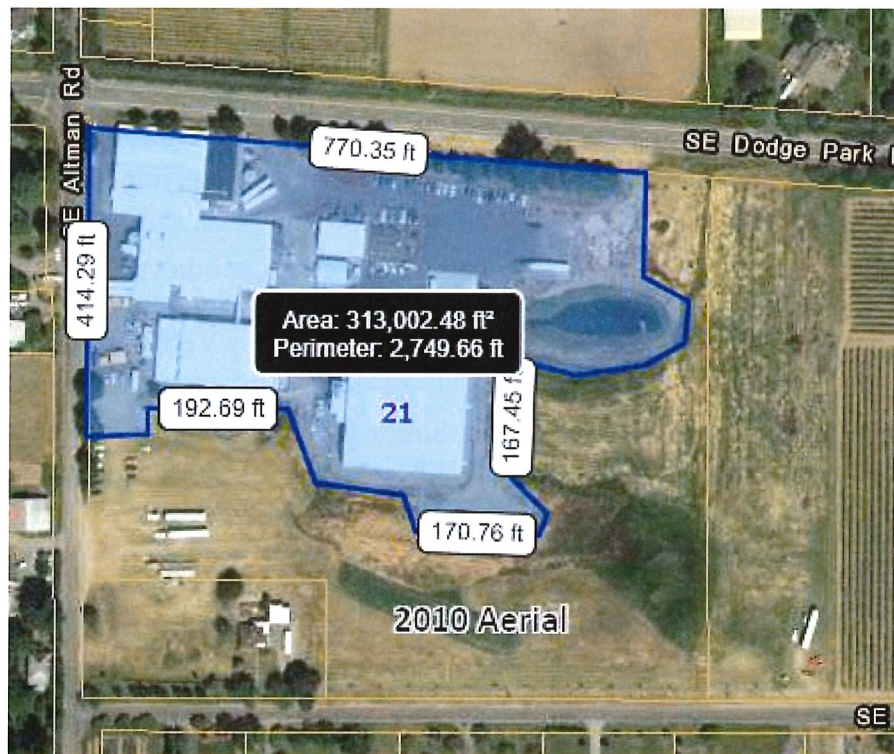 SE Altman Rd
770.35 ft
SE Dodge Park
414.29 ft
Area: 313,002.48 ft²
Perimeter: 2,749.66 ft
192.69 ft
21
167.45 f
170.76 ft
2010 Aerial
SE